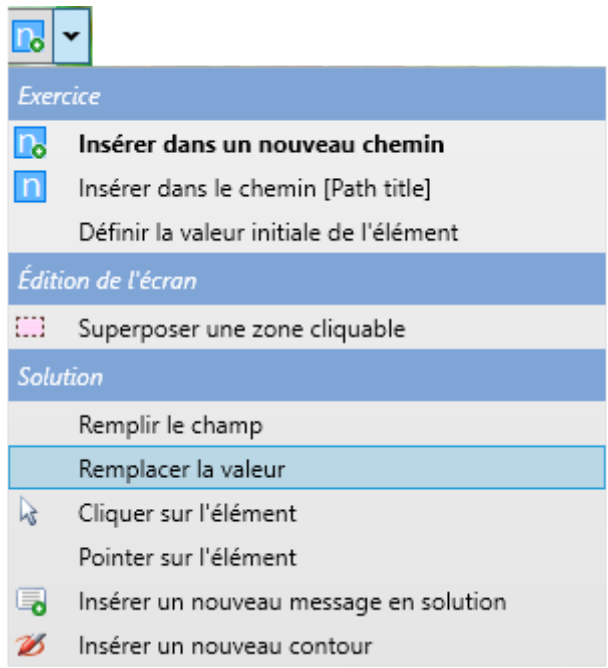 n
Exercice
n Insérer dans un nouveau chemin
n Insérer dans le chemin [Path title]
Définir la valeur initiale de l'élément
Édition de l'écran
Superposer une zone cliquable
Solution
Remplir le champ
Remplacer la valeur
Cliquer sur l'élément
Pointer sur l'élément
Insérer un nouveau message en solution
Insérer un nouveau contour